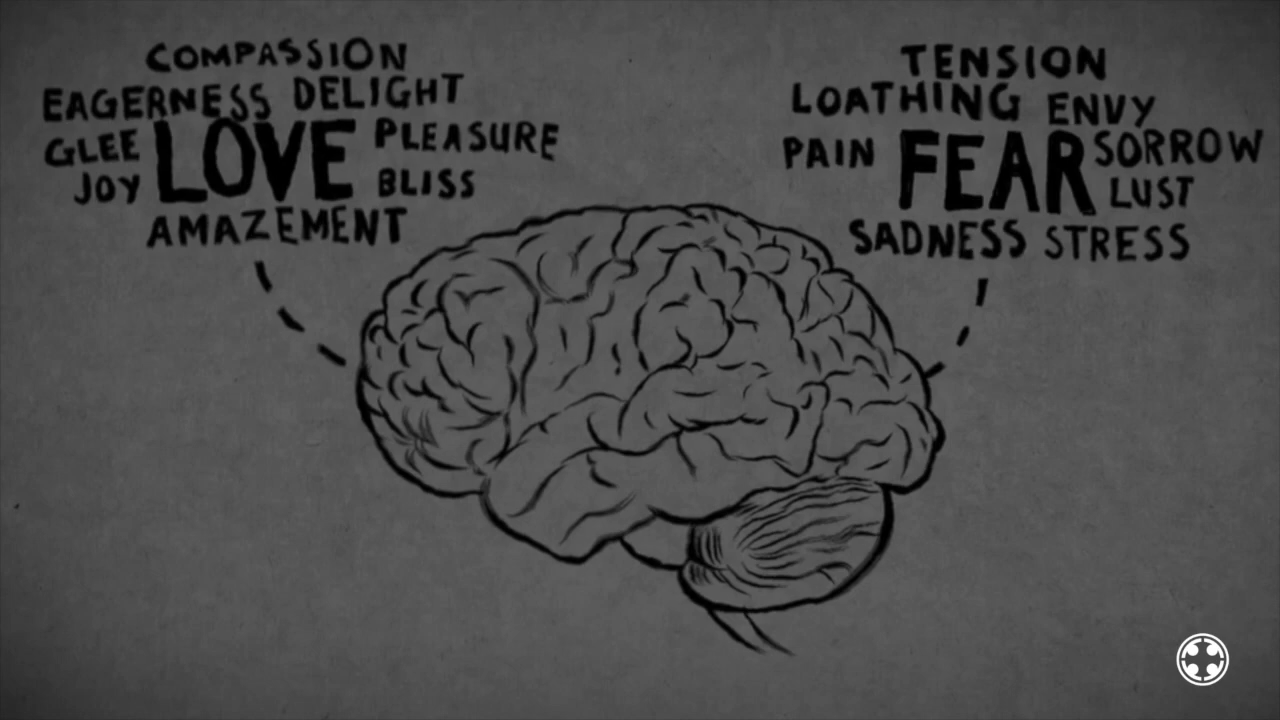 COMPASSION
EAGERNESS DELIGHT
GLEE LOVE PLEASURE
JOY BLISS
AMAZEMENT
TENSION
LOATHING ENVY
PAIN FEAR SORROW
LUST
SADNESS STRESS